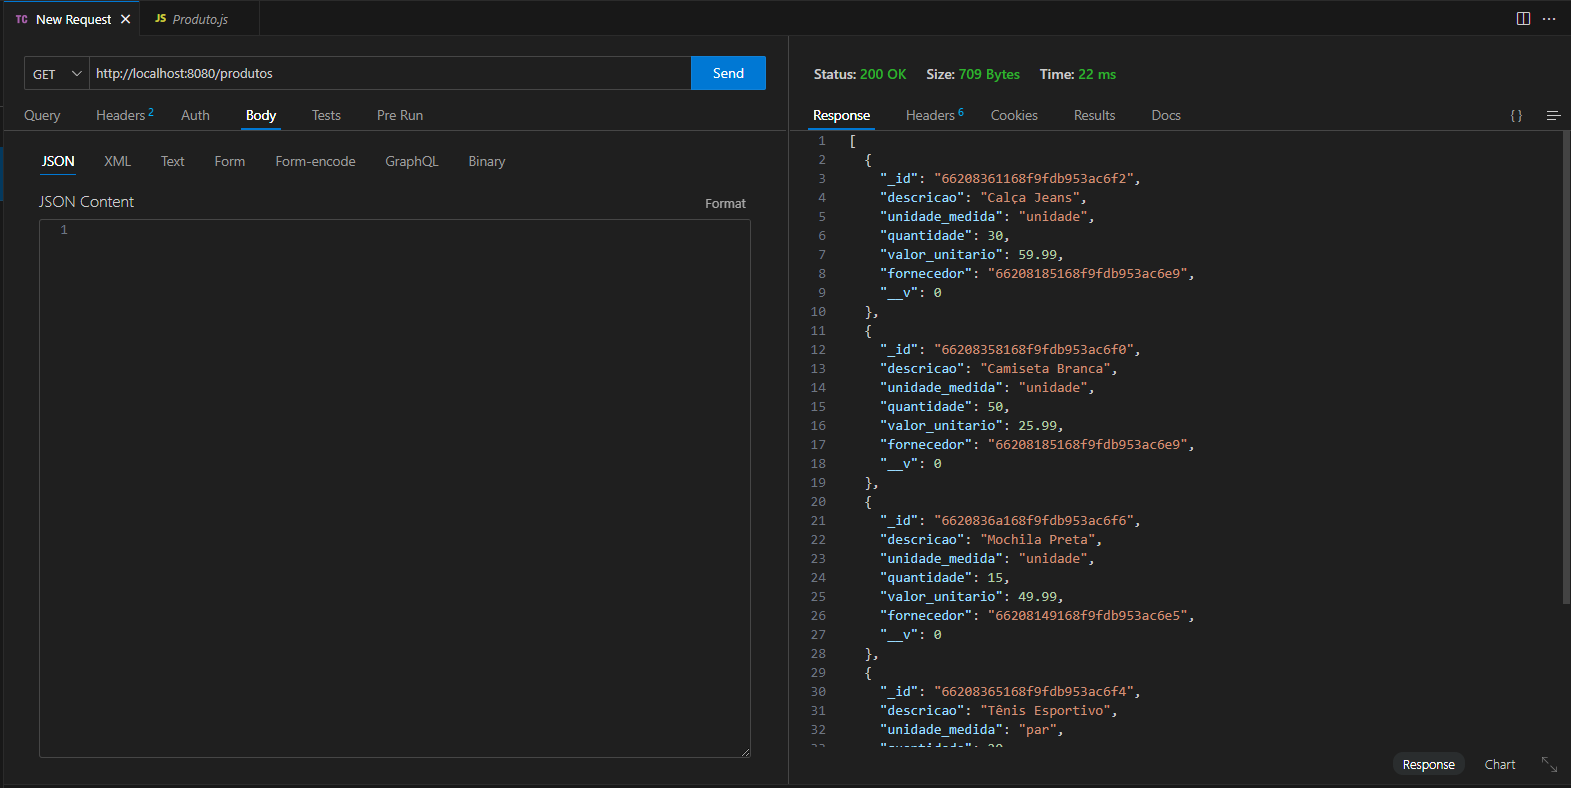 TC New Request
JS Produto.js
GET http://localhost:8080/produtos Send
Query Headers 2 Auth Body Tests Pre Run
JSON XML Text Form Form-encode GraphQL Binary
JSON Content Format
1
Status: 200 OK Size: 709 Bytes Time: 22 ms
Response Headers 6 Cookies Results Docs { }
1 [
2 {
3 "_id": "66208361168f9fdb953ac6f2",
4 "descricao": "Calça Jeans",
5 "unidade_medida": "unidade",
6 "quantidade": 30,
7 "valor_unitario": 59.99,
8 "fornecedor": "66208185168f9fdb953ac6e9",
9 "__v": 0
10 },
11 {
12 "_id": "66208358168f9fdb953ac6f0",
13 "descricao": "Camiseta Branca",
14 "unidade_medida": "unidade",
15 "quantidade": 50,
16 "valor_unitario": 25.99,
17 "fornecedor": "66208185168f9fdb953ac6e9",
18 "__v": 0
19 },
20 {
21 "_id": "6620836a168f9fdb953ac6f6",
22 "descricao": "Mochila Preta",
23 "unidade_medida": "unidade",
24 "quantidade": 15,
25 "valor_unitario": 49.99,
26 "fornecedor": "66208149168f9fdb953ac6e5",
27 "__v": 0
28 },
29 {
30 "_id": "66208365168f9fdb953ac6f4",
31 "descricao": "Tênis Esportivo",
32 "unidade_medida": "par",
Response Chart